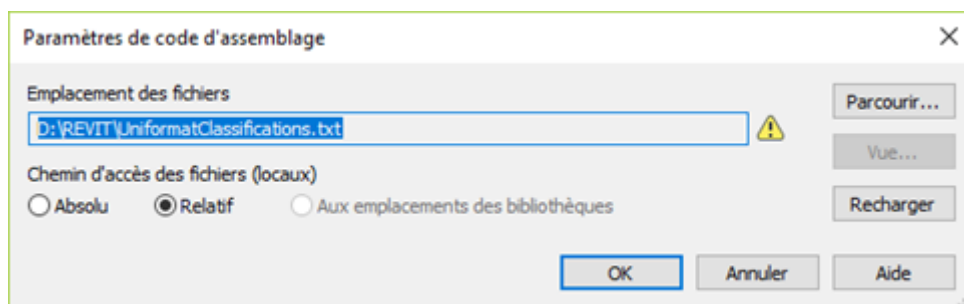 Paramètres de code d'assemblage
Emplacement des fichiers
D:\REVIT\UniformatClassifications.txt
Parcourir...
Vue...
Chemin d'accès des fichiers (locaux)
Absolu Relatif Aux emplacements des bibliothèques
Recharger
OK Annuler Aide